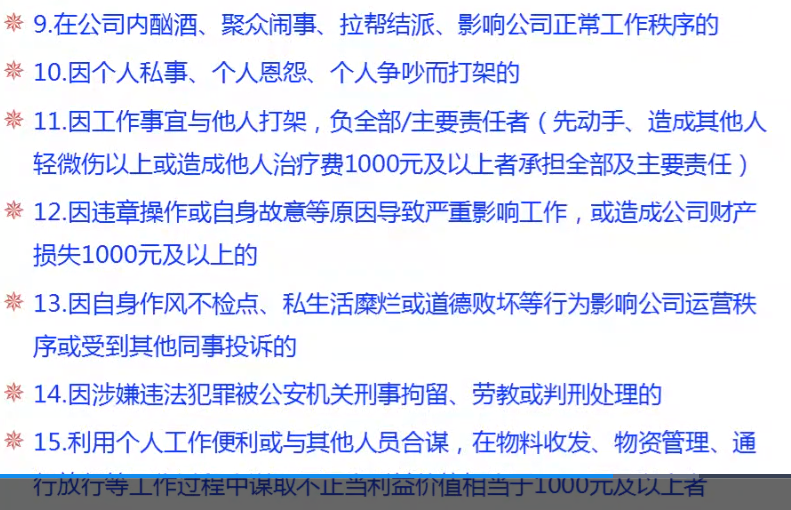 9.在公司内酗酒、聚众闹事、拉帮结派、影响公司正常工作秩序的
10.因个人私事、个人恩怨、个人争吵而打架的
11.因工作事宜与他人打架，负全部/主要责任者（先动手、造成其他人
轻微伤以上或造成他人治疗费1000元及以上者承担全部及主要责任）
12.因违章操作或自身故意等原因导致严重影响工作，或造成公司财产
损失1000元及以上的
13.因自身作风不检点、私生活糜烂或道德败坏等行为影响公司运营秩
序或受到其他同事投诉的
14.因涉嫌违法犯罪被公安机关刑事拘留、劳教或判刑处理的
15.利用个人工作便利或与其他人员合谋，在物料收发、物资管理、通
行放行等工作过程中谋取不正当利益价值相当于1000元及以上者